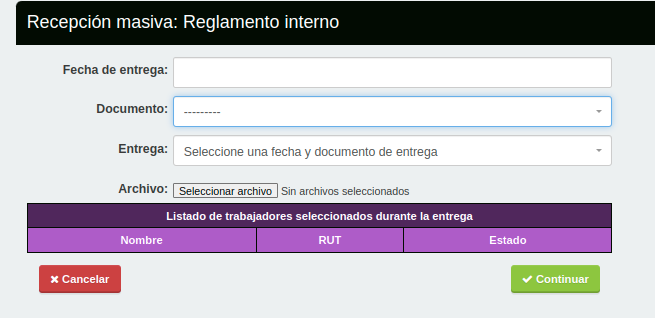 Recepción masiva: Reglamento interno
Fecha de entrega:
Documento: ---------
Entrega: Seleccione una fecha y documento de entrega
Archivo: Seleccionar archivo Sin archivos seleccionados
Listado de trabajadores seleccionados durante la entrega
Nombre RUT Estado
Cancelar Continuar